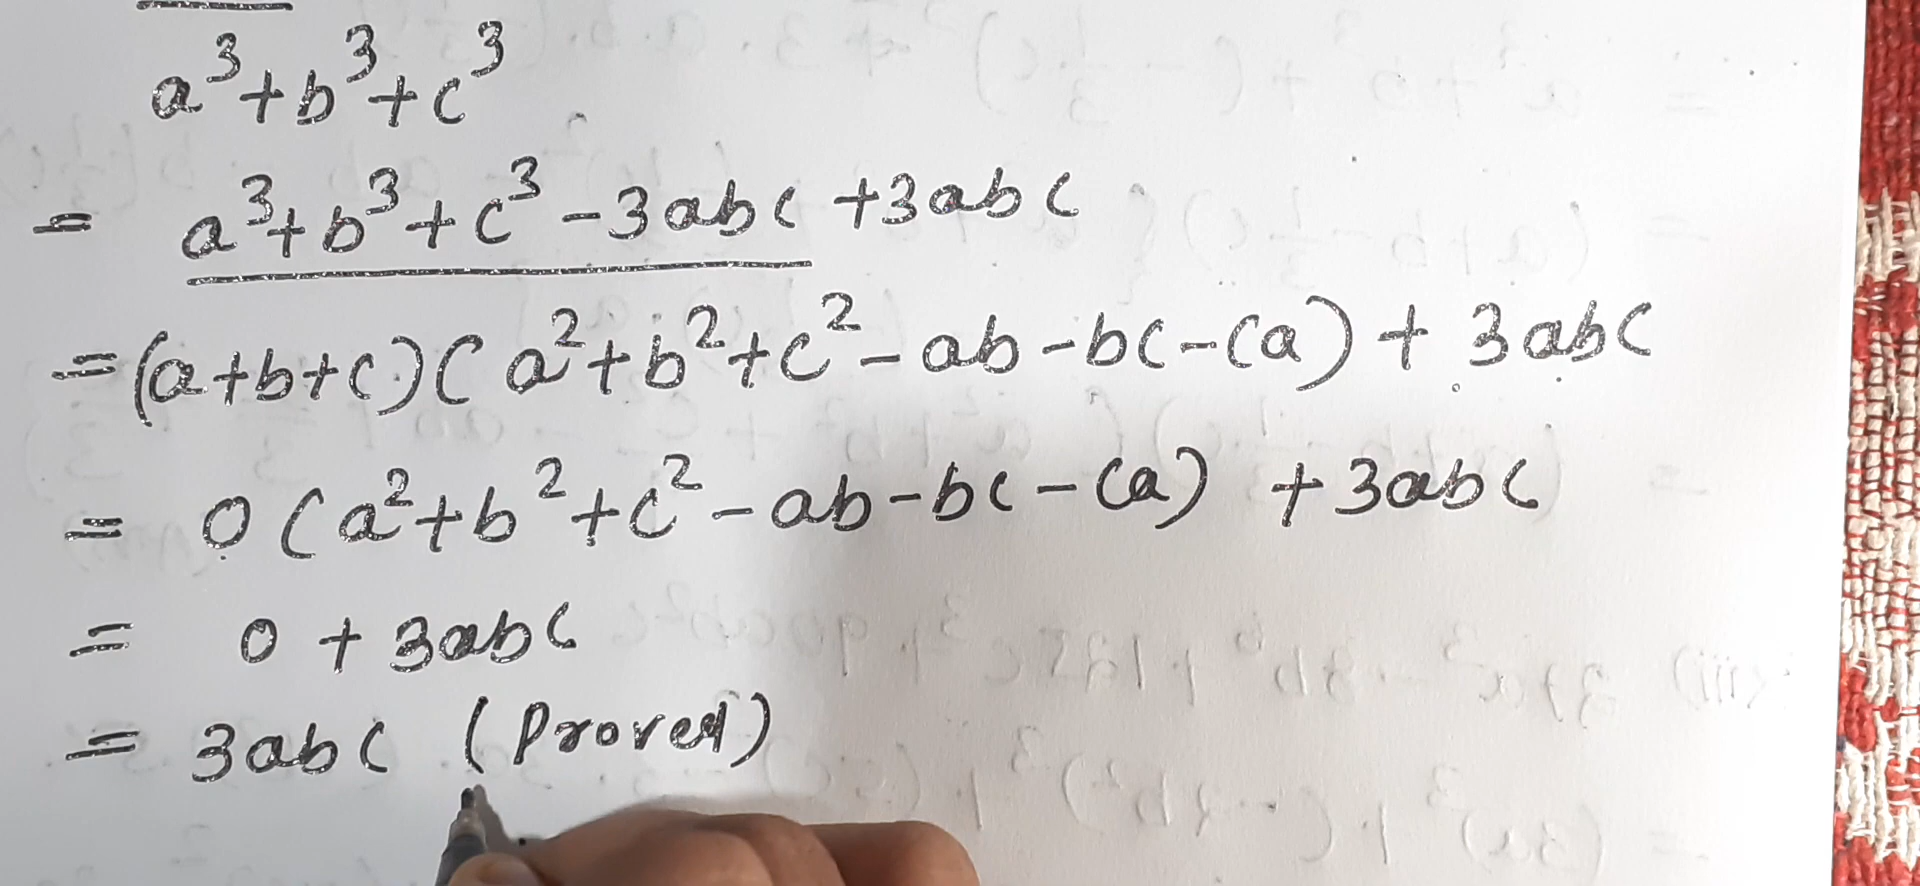 a³+b³+c³
= a³+b³+c³-3abc +3abc
=(a+b+c)(a²+b²+c²-ab-bc-ca)+3abc
= 0(a²+b²+c²-ab-bc-ca) +3abc
= 0+3abc
= 3abc (Proved)